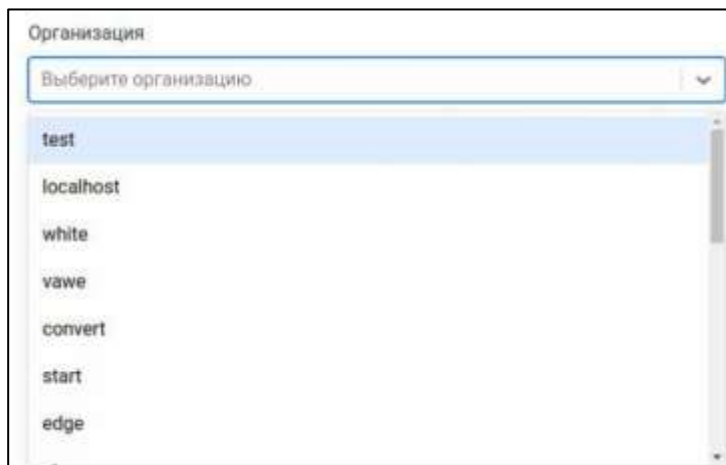 Организация
Выберите организацию
test
localhost
white
vawe
convert
start
edge